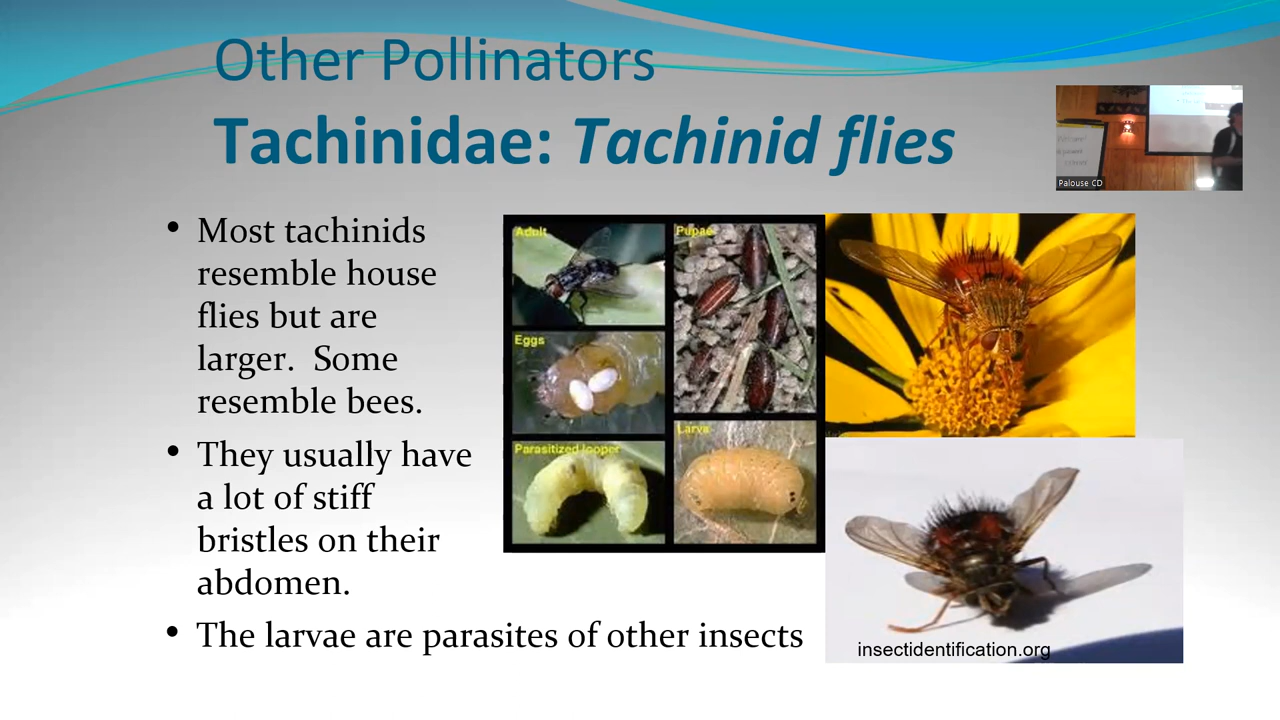 Other Pollinators
Tachinidae: Tachinid flies
Palouse CD
• Most tachinids
resemble house
flies but are
larger.  Some
resemble bees.
• They usually have
a lot of stiff
bristles on their
abdomen.
• The larvae are parasites of other insects
Adult
Pupae
Eggs
Parasitized looper
Larva
insectidentification.org